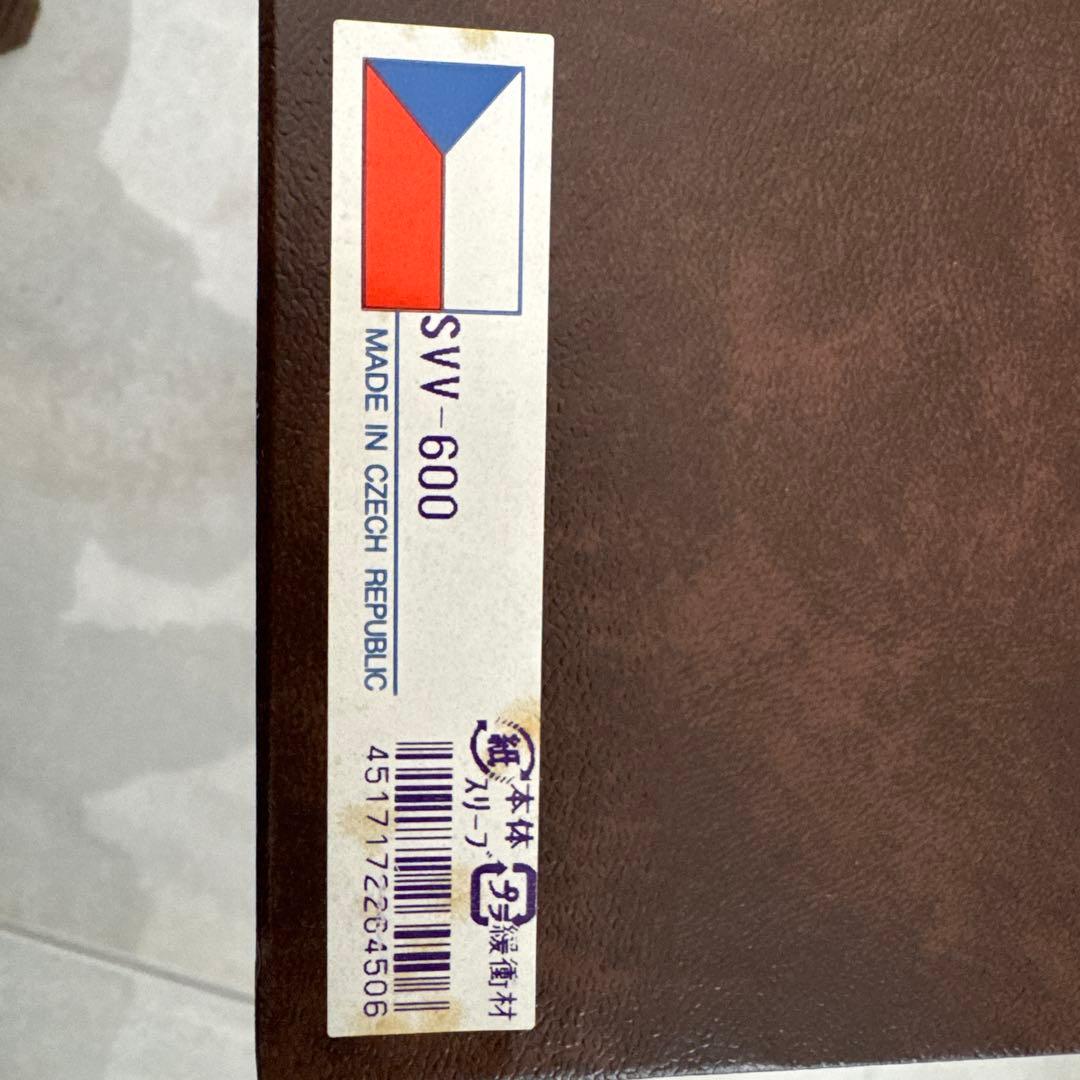 SVV-600
MADE IN CZECH REPUBLIC
紙 本体
スリーブ
プラ 緩衝材
4517172264506